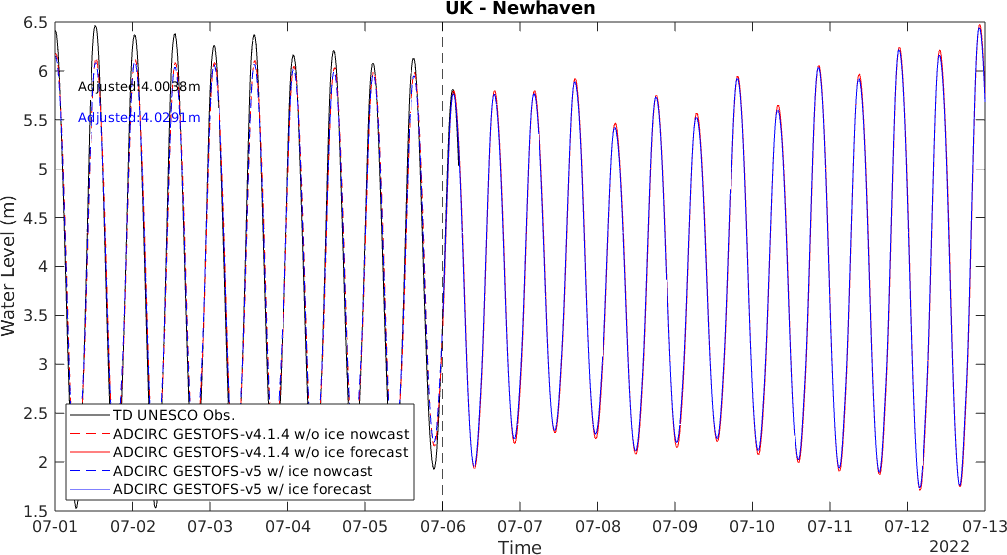 UK - Newhaven
6.5
6
5.5
5
4.5
4
3.5
3
2.5
2
1.5
Water Level (m)
Adjusted:4.0038m
Adjusted:4.0291m
TD UNESCO Obs.
ADCIRC GESTOFS-v4.1.4 w/o ice nowcast
ADCIRC GESTOFS-v4.1.4 w/o ice forecast
ADCIRC GESTOFS-v5 w/ ice nowcast
ADCIRC GESTOFS-v5 w/ ice forecast
07-01 07-02 07-03 07-04 07-05 07-06 07-07 07-08 07-09 07-10 07-11 07-12 07-13
Time
2022